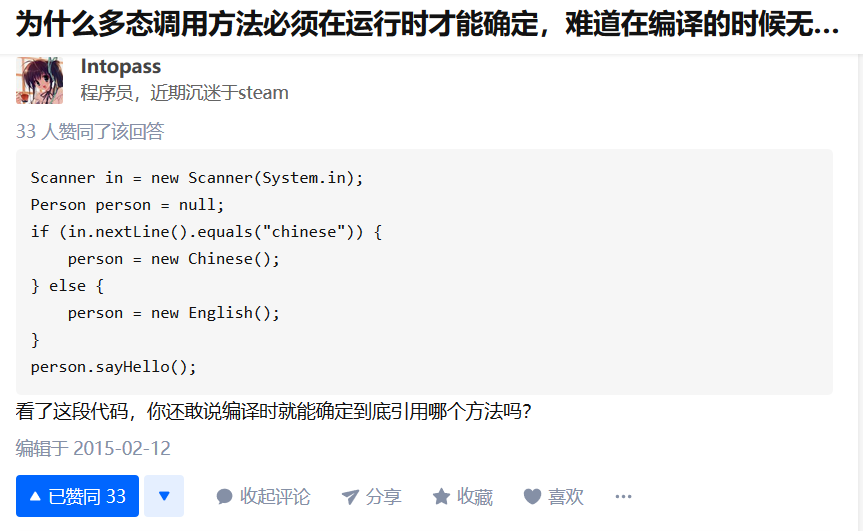 为什么多态调用方法必须在运行时才能确定，难道在编译的时候无...
Intopass
程序员，近期沉迷于steam
33 人赞同了该回答
Scanner in = new Scanner(System.in);
Person person = null;
if (in.nextLine().equals("chinese")) {
    person = new Chinese();
} else {
    person = new English();
}
person.sayHello();
看了这段代码，你还敢说编译时就能确定到底引用哪个方法吗？
编辑于 2015-02-12
已赞同 33 收起评论 分享 收藏 喜欢